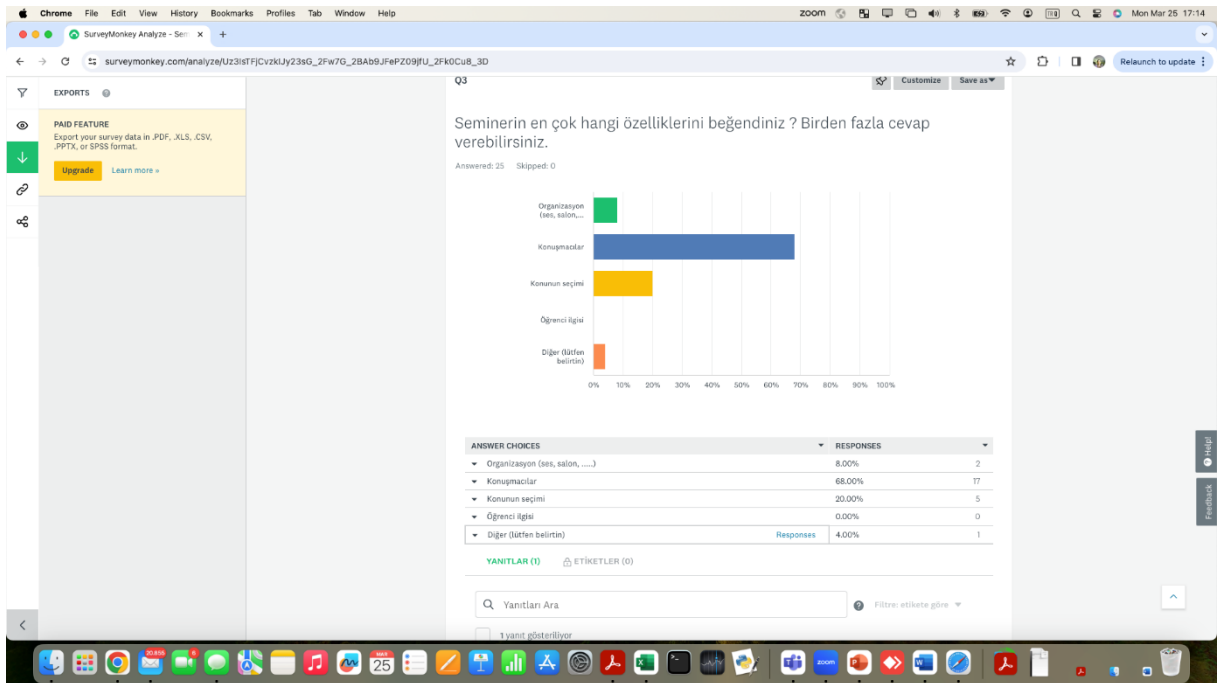 Chrome File Edit View History Bookmarks Profiles Tab Window Help zoom Mon Mar 25 17:14
SurveyMonkey Analyze - Sem
surveymonkey.com/analyze/Uz3IsTFjCvzkIJy23sG_2Fw7G_2BAb9JFePZ09jfU_2Fk0Cu8_3D Relaunch to update
EXPORTS
PAID FEATURE
Export your survey data in .PDF, .XLS, .CSV,
.PPTX, or SPSS format.
Upgrade Learn more »
Q3 Customize Save as
Seminerin en çok hangi özelliklerini beğendiniz ? Birden fazla cevap
verebilirsiniz.
Answered: 25 Skipped: 0
Organizasyon
(ses, salon,...
Konuşmacılar
Konunun seçimi
Öğrenci ilgisi
Diğer (lütfen
belirtin)
0% 10% 20% 30% 40% 50% 60% 70% 80% 90% 100%
ANSWER CHOICES RESPONSES
Organizasyon (ses, salon, .....) 8.00% 2
Konuşmacılar 68.00% 17
Konunun seçimi 20.00% 5
Öğrenci ilgisi 0.00% 0
Diğer (lütfen belirtin) Responses 4.00% 1
YANITLAR (1) ETİKETLER (0)
Yanıtları Ara Filtre: etikete göre
1 yanıt gösteriliyor
Help!
Feedback